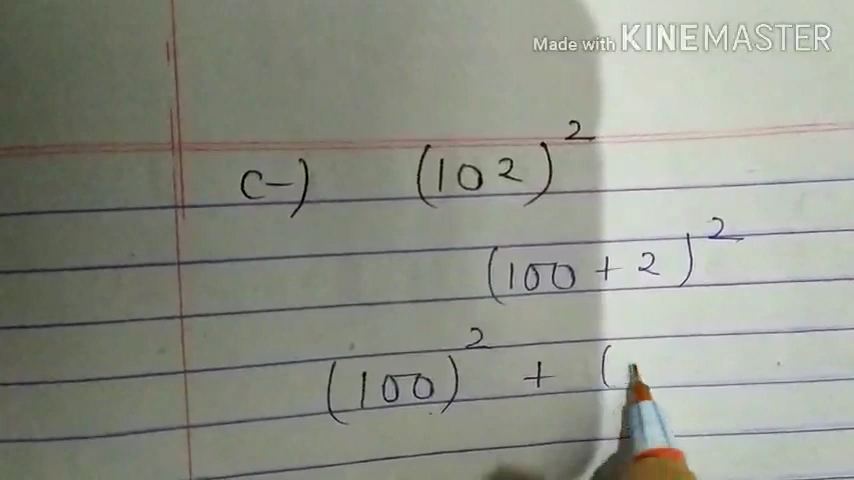 Made with KINEMASTER
C-) (102)²
(100 + 2)²
(100)² + (